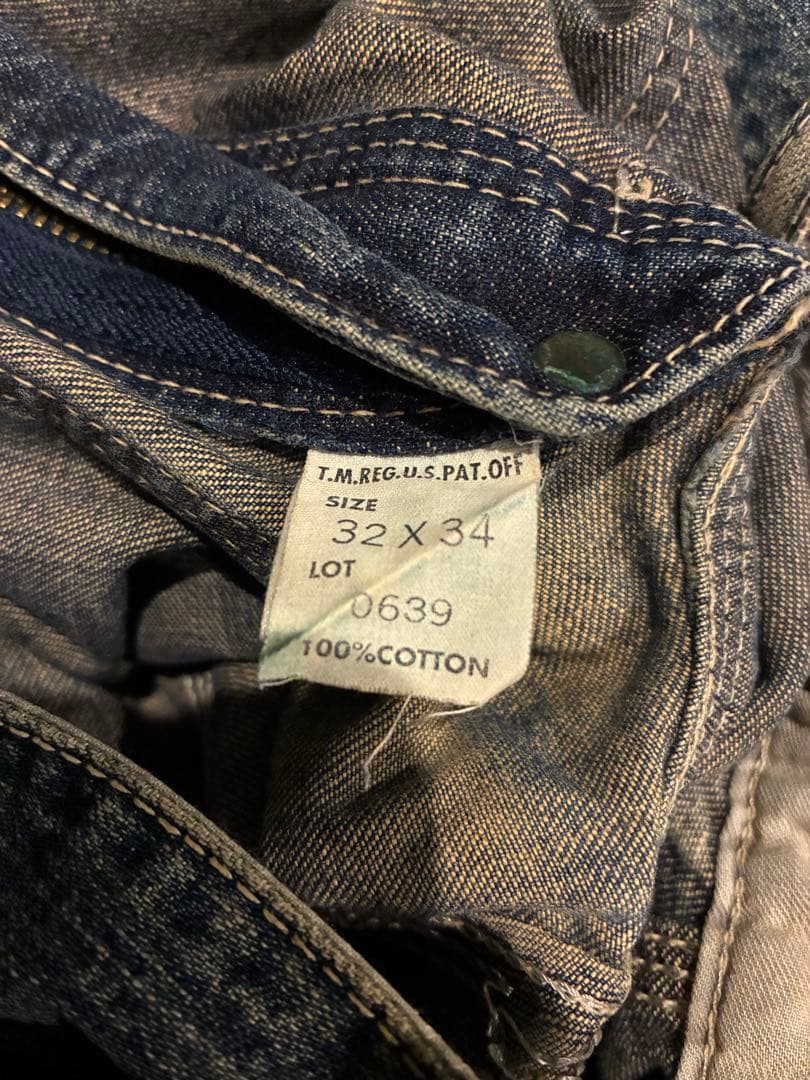 T.M.REG.U.S.PAT.OFF
SIZE
32 X 34
LOT
0639
100%COTTON